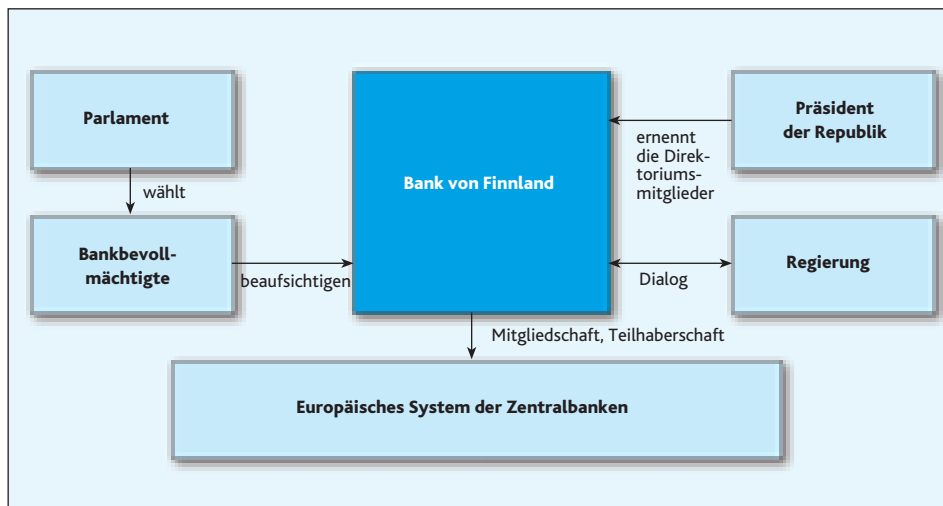 Parlament
wählt
Bankbevoll-
mächtigte
beaufsichtigen
Bank von Finnland
Präsident
der Republik
ernennt
die Direk-
toriums-
mitglieder
Dialog
Regierung
Mitgliedschaft, Teilhaberschaft
Europäisches System der Zentralbanken